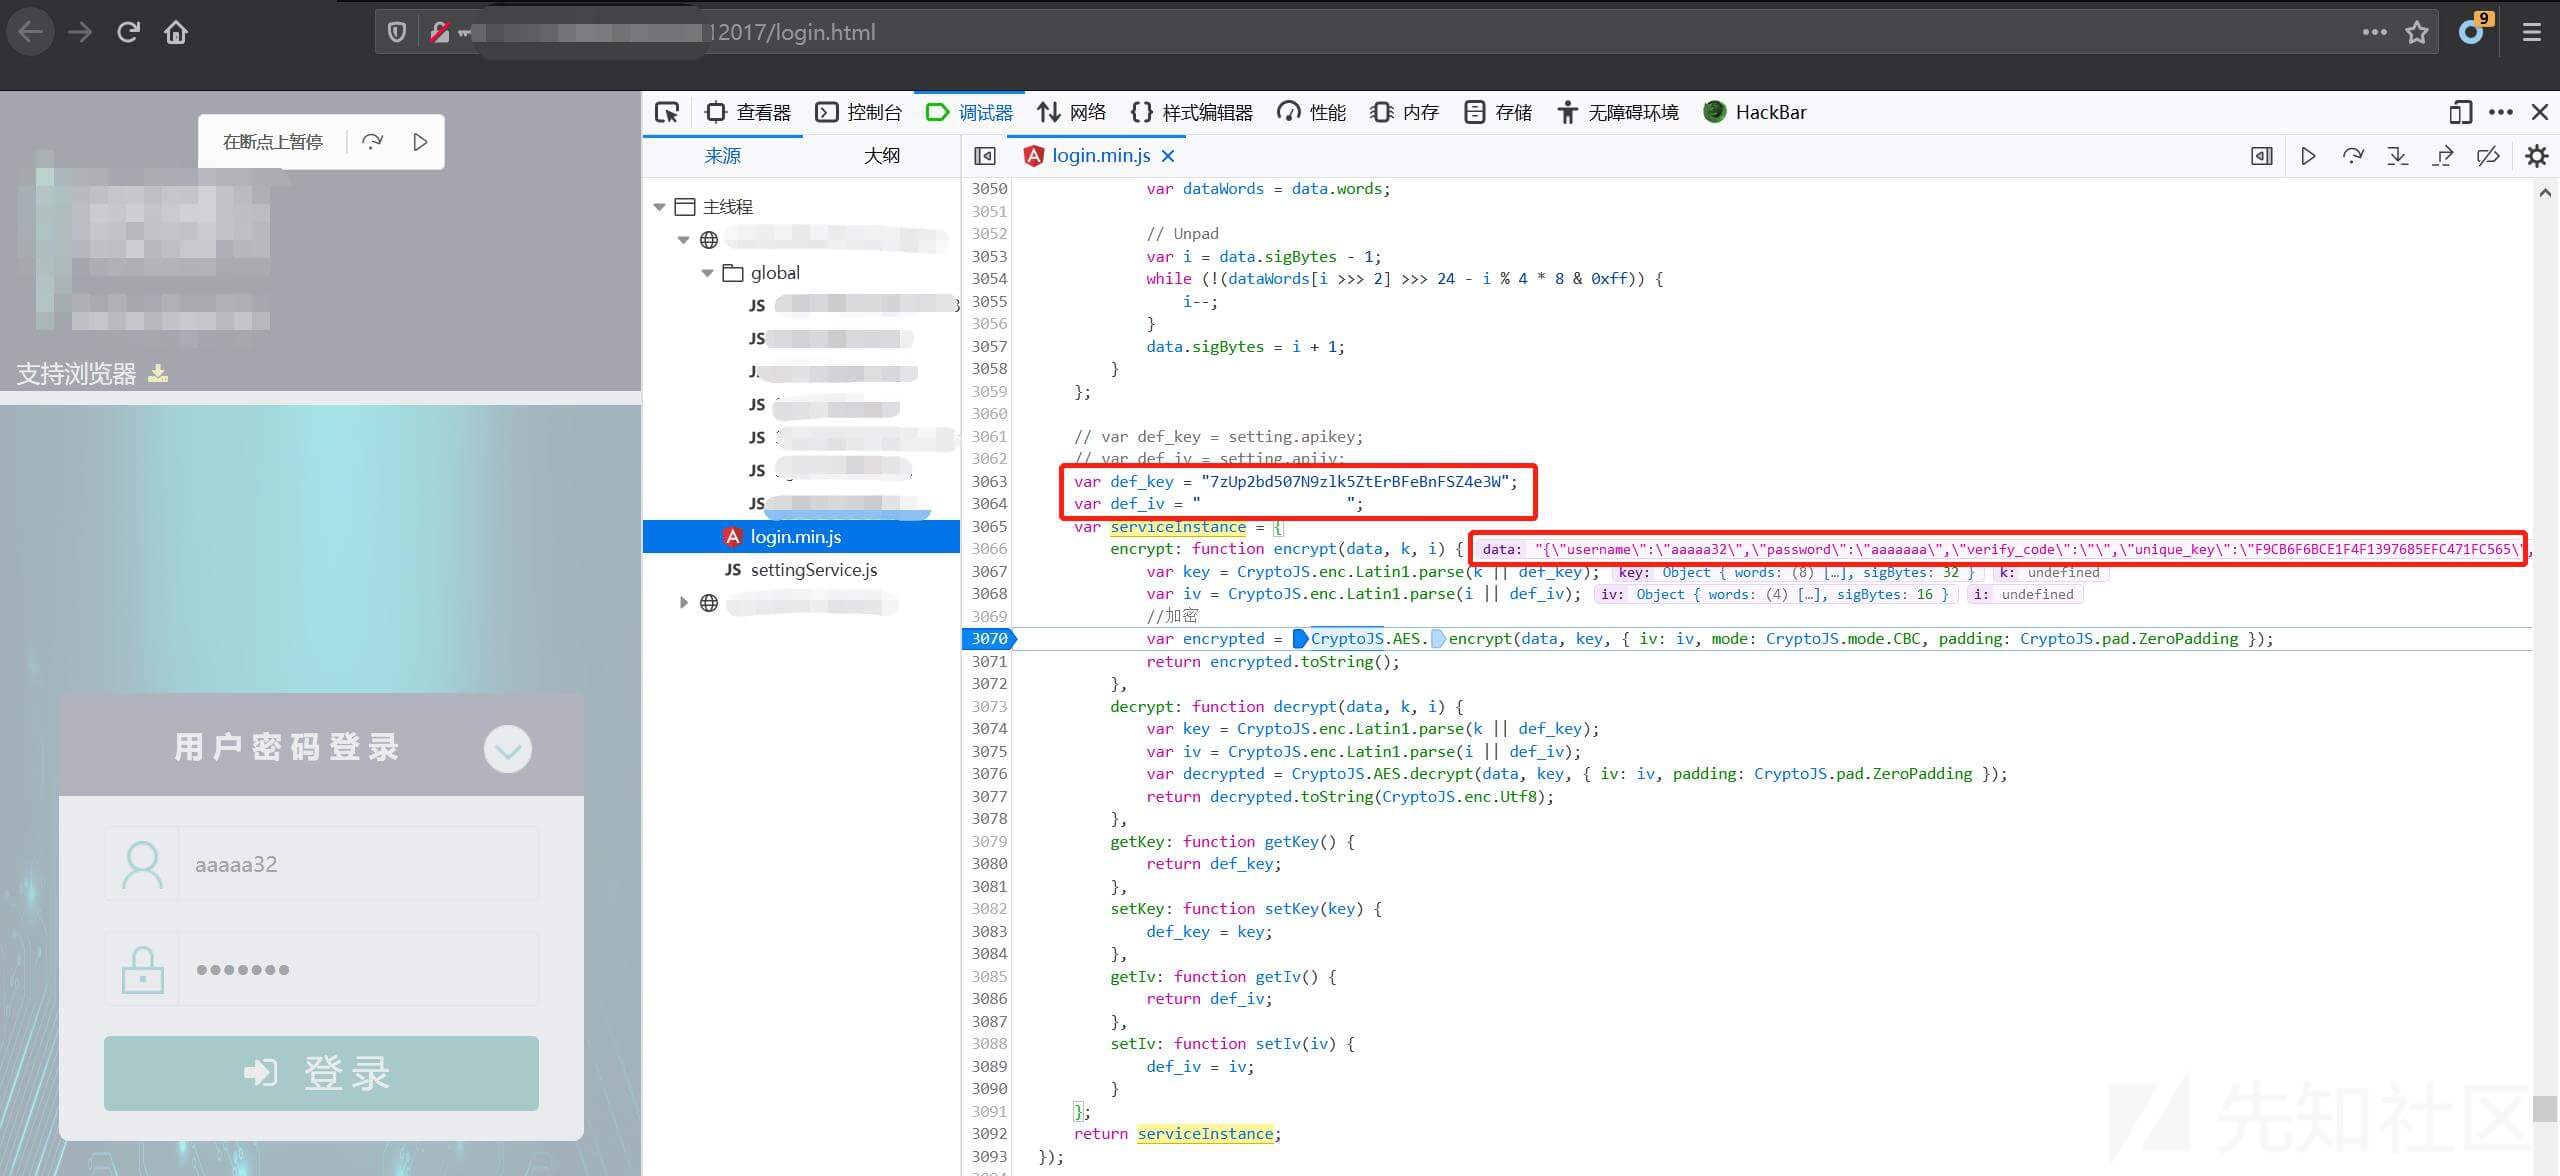 12017/login.html
9
在断点上暂停
支持浏览器
用户密码登录
aaaaa32
•••••••
登录
查看器 控制台 调试器 网络 样式编辑器 性能 内存 存储 无障碍环境 HackBar
来源 大纲
login.min.js
主线程
global
JS
JS
JS
JS
JS
JS
login.min.js
JS settingService.js
3050 var dataWords = data.words;
3051
3052 // Unpad
3053 var i = data.sigBytes - 1;
3054 while (!(dataWords[i >>> 2] >>> 24 - i % 4 * 8 & 0xff)) {
3055 i--;
3056 }
3057 data.sigBytes = i + 1;
3058 }
3059 };
3060
3061 // var def_key = setting.apikey;
3062 // var def_iv = setting.apiiv;
3063 var def_key = "7zUp2bd507N9zlk5ZtErBFeBnFSZ4e3W";
3064 var def_iv = " ";
3065 var serviceInstance = {
3066 encrypt: function encrypt(data, k, i) { data: "{\"username\":\"aaaaa32\",\"password\":\"aaaaaaa\",\"verify_code\":\"\",\"unique_key\":\"F9CB6F6BCE1F4F1397685EFC471FC565\",
3067 var key = CryptoJS.enc.Latin1.parse(k || def_key); key: Object { words: (8) […], sigBytes: 32 } k: undefined
3068 var iv = CryptoJS.enc.Latin1.parse(i || def_iv); iv: Object { words: (4) […], sigBytes: 16 } i: undefined
3069 //加密
3070 var encrypted = CryptoJS.AES.encrypt(data, key, { iv: iv, mode: CryptoJS.mode.CBC, padding: CryptoJS.pad.ZeroPadding });
3071 return encrypted.toString();
3072 },
3073 decrypt: function decrypt(data, k, i) {
3074 var key = CryptoJS.enc.Latin1.parse(k || def_key);
3075 var iv = CryptoJS.enc.Latin1.parse(i || def_iv);
3076 var decrypted = CryptoJS.AES.decrypt(data, key, { iv: iv, padding: CryptoJS.pad.ZeroPadding });
3077 return decrypted.toString(CryptoJS.enc.Utf8);
3078 },
3079 getKey: function getKey() {
3080 return def_key;
3081 },
3082 setKey: function setKey(key) {
3083 def_key = key;
3084 },
3085 getIv: function getIv() {
3086 return def_iv;
3087 },
3088 setIv: function setIv(iv) {
3089 def_iv = iv;
3090 }
3091 };
3092 return serviceInstance;
3093 });
先知社区